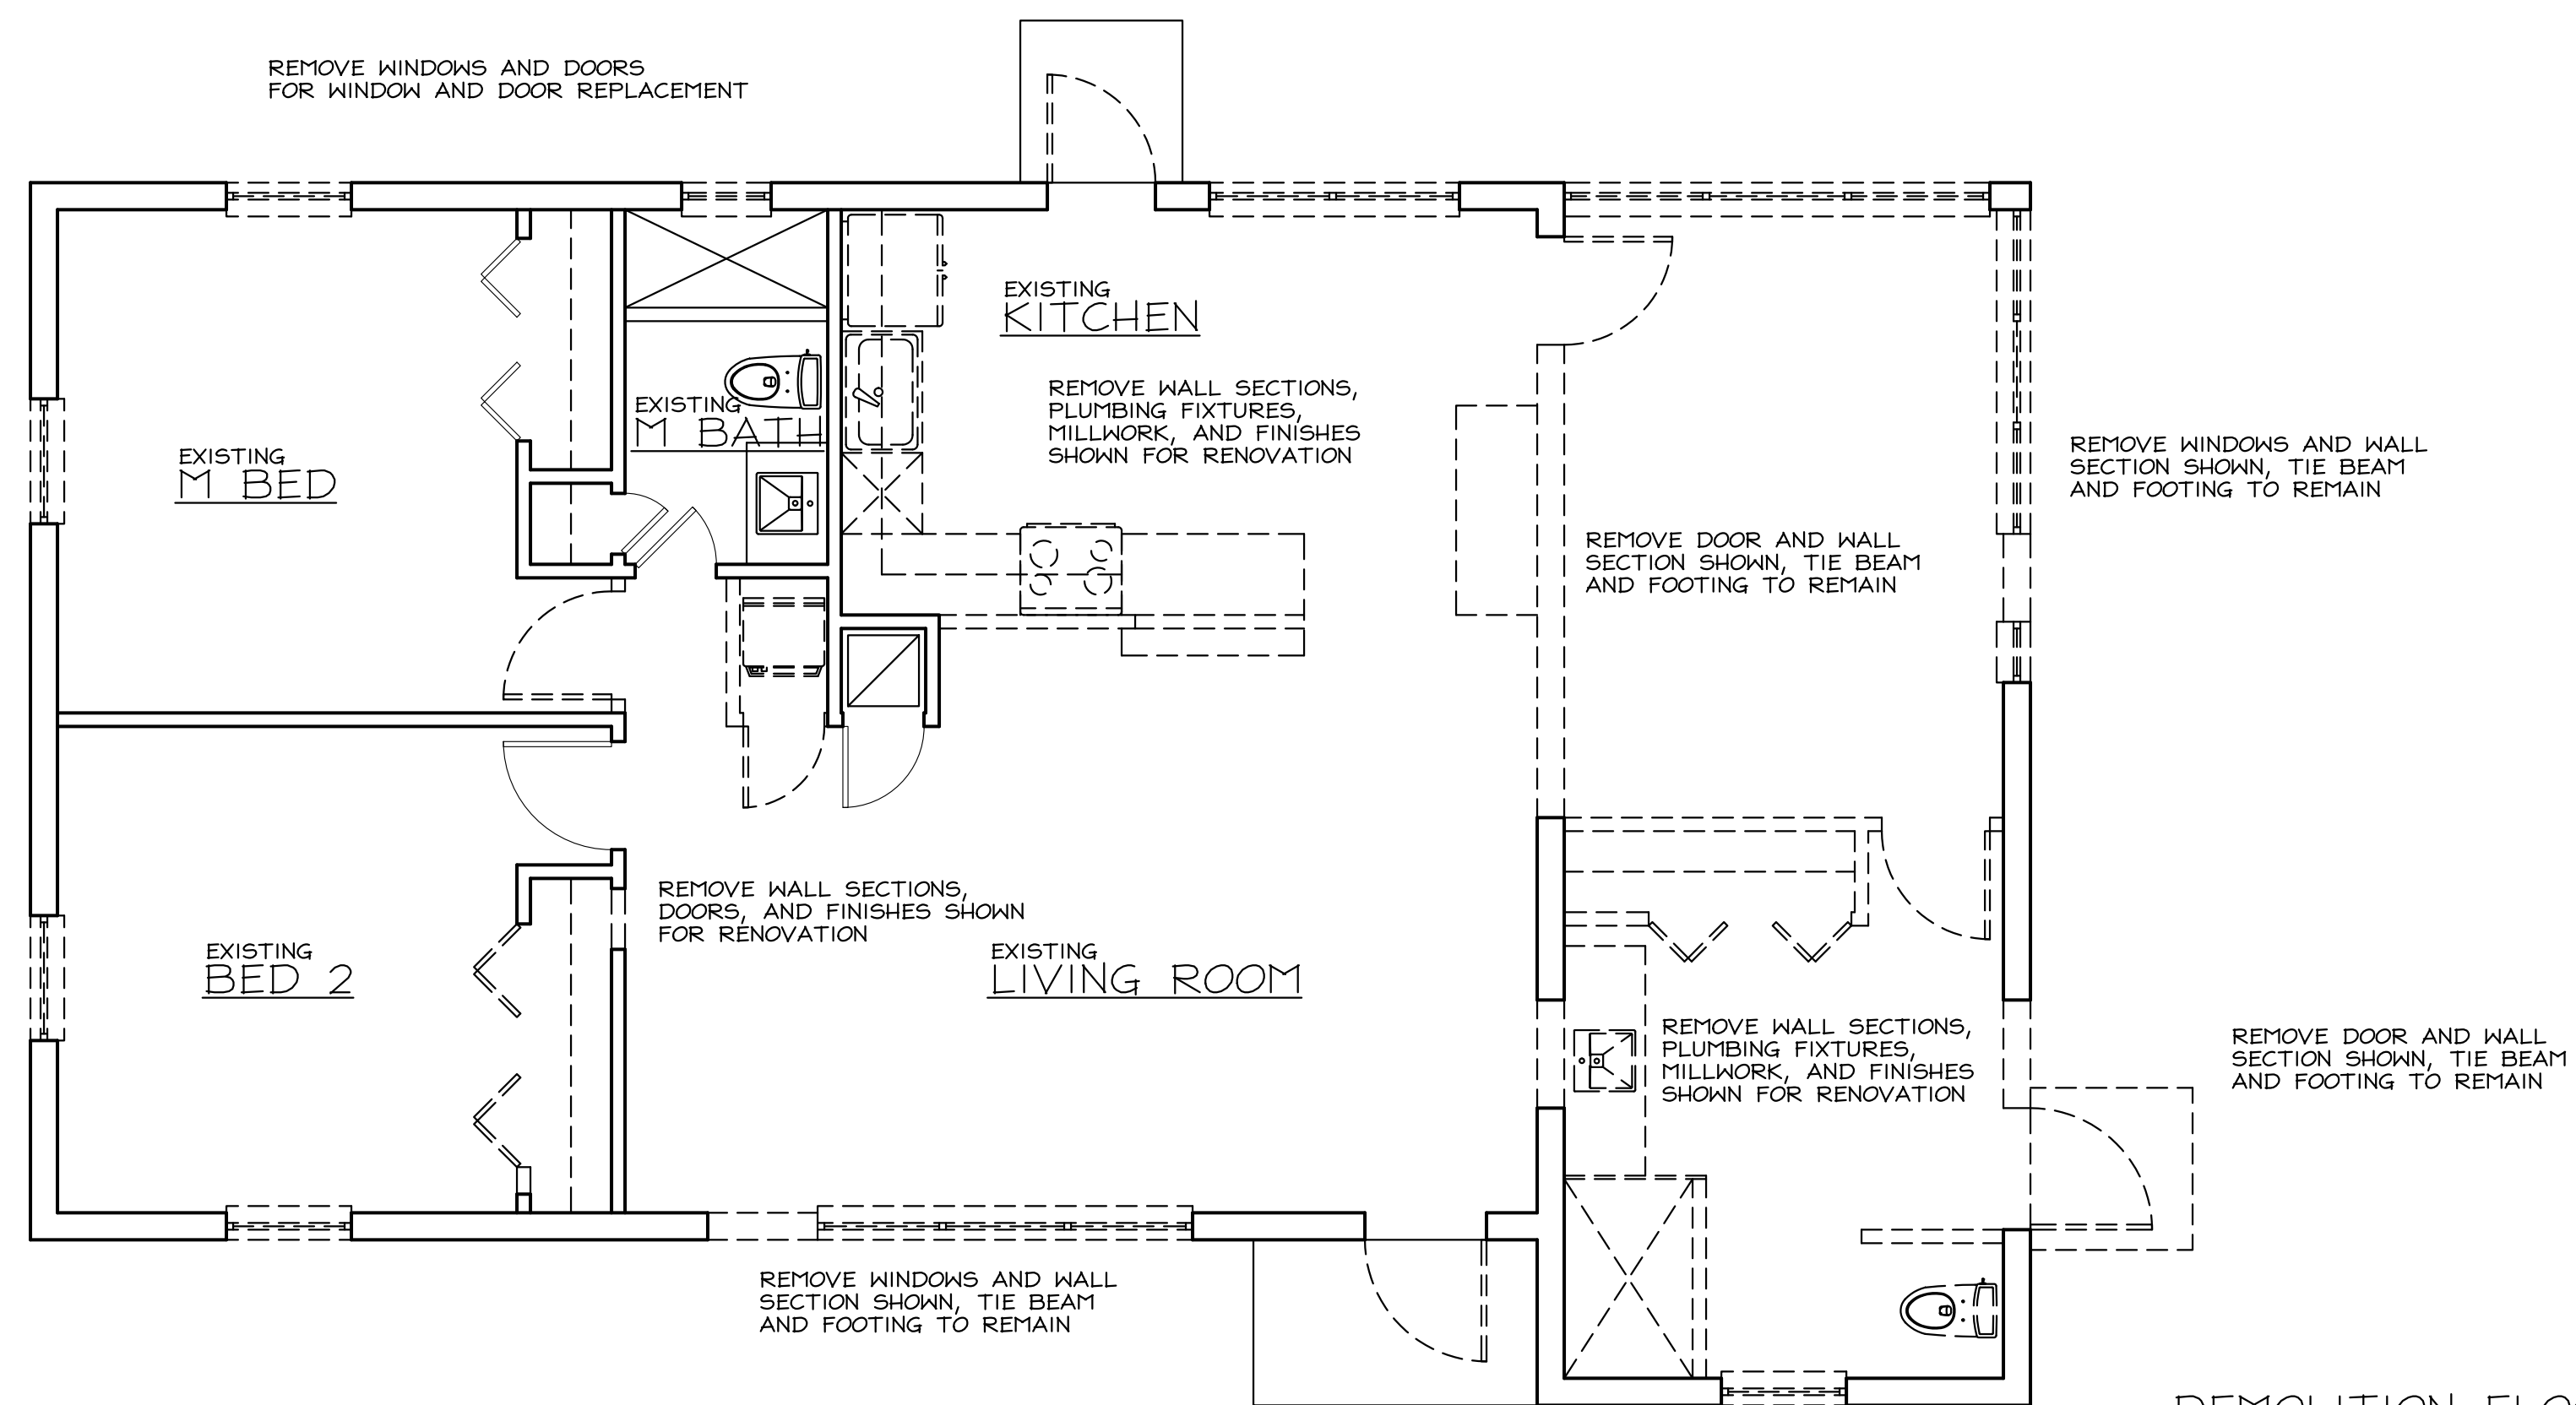 REMOVE WINDOWS AND DOORS
FOR WINDOW AND DOOR REPLACEMENT
EXISTING
KITCHEN
REMOVE WALL SECTIONS,
PLUMBING FIXTURES,
MILLWORK, AND FINISHES
SHOWN FOR RENOVATION
EXISTING
M BATH
EXISTING
M BED
REMOVE WINDOWS AND WALL
SECTION SHOWN, TIE BEAM
AND FOOTING TO REMAIN
REMOVE DOOR AND WALL
SECTION SHOWN, TIE BEAM
AND FOOTING TO REMAIN
REMOVE WALL SECTIONS,
DOORS, AND FINISHES SHOWN
FOR RENOVATION
EXISTING
BED 2
EXISTING
LIVING ROOM
REMOVE WALL SECTIONS,
PLUMBING FIXTURES,
MILLWORK, AND FINISHES
SHOWN FOR RENOVATION
REMOVE DOOR AND WALL
SECTION SHOWN, TIE BEAM
AND FOOTING TO REMAIN
REMOVE WINDOWS AND WALL
SECTION SHOWN, TIE BEAM
AND FOOTING TO REMAIN